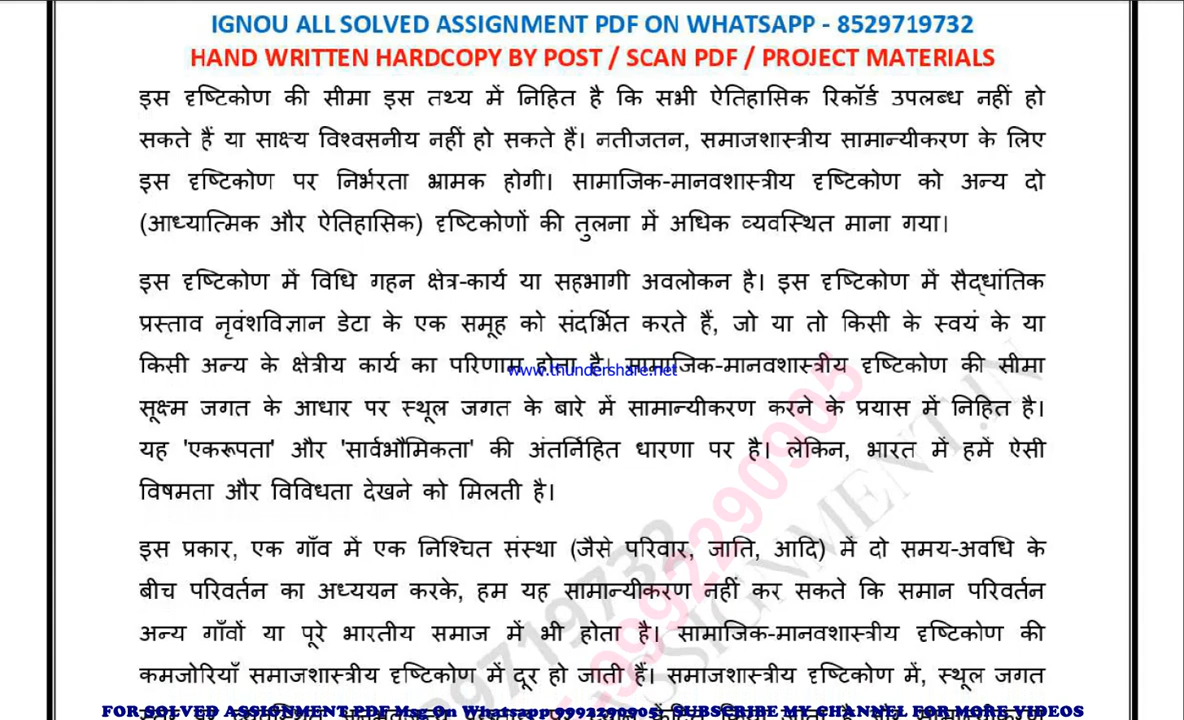 IGNOU ALL SOLVED ASSIGNMENT PDF ON WHATSAPP - 8529719732
HAND WRITTEN HARDCOPY BY POST / SCAN PDF / PROJECT MATERIALS
इस दृष्टिकोण की सीमा इस तथ्य में निहित है कि सभी ऐतिहासिक रिकॉर्ड उपलब्ध नहीं हो
सकते हैं या साक्ष्य विश्वसनीय नहीं हो सकते हैं। नतीजतन, समाजशास्त्रीय सामान्यीकरण के लिए
इस दृष्टिकोण पर निर्भरता भ्रामक होगी। सामाजिक-मानवशास्त्रीय दृष्टिकोण को अन्य दो
(आध्यात्मिक और ऐतिहासिक) दृष्टिकोणों की तुलना में अधिक व्यवस्थित माना गया।
इस दृष्टिकोण में विधि गहन क्षेत्र-कार्य या सहभागी अवलोकन है। इस दृष्टिकोण में सैद्धांतिक
प्रस्ताव नृवंशविज्ञान डेटा के एक समूह को संदर्भित करते हैं, जो या तो किसी के स्वयं के या
किसी अन्य के क्षेत्रीय कार्य का परिणाम होता है। सामाजिक-मानवशास्त्रीय दृष्टिकोण की सीमा
www.thundershare.net
सूक्ष्म जगत के आधार पर स्थूल जगत के बारे में सामान्यीकरण करने के प्रयास में निहित है।
यह 'एकरूपता' और 'सार्वभौमिकता' की अंतर्निहित धारणा पर है। लेकिन, भारत में हमें ऐसी
विषमता और विविधता देखने को मिलती है।
इस प्रकार, एक गाँव में एक निश्चित संस्था (जैसे परिवार, जाति, आदि) में दो समय-अवधि के
बीच परिवर्तन का अध्ययन करके, हम यह सामान्यीकरण नहीं कर सकते कि समान परिवर्तन
अन्य गाँवों या पूरे भारतीय समाज में भी होता है। सामाजिक-मानवशास्त्रीय दृष्टिकोण की
कमजोरियाँ समाजशास्त्रीय दृष्टिकोण में दूर हो जाती हैं। समाजशास्त्रीय दृष्टिकोण में, स्थूल जगत
FOR SOLVED ASSIGNMENT PDF Msg On Whatsapp 9992290905, SUBSCRIBE MY CHANNEL FOR MORE VIDEOS
9992290905